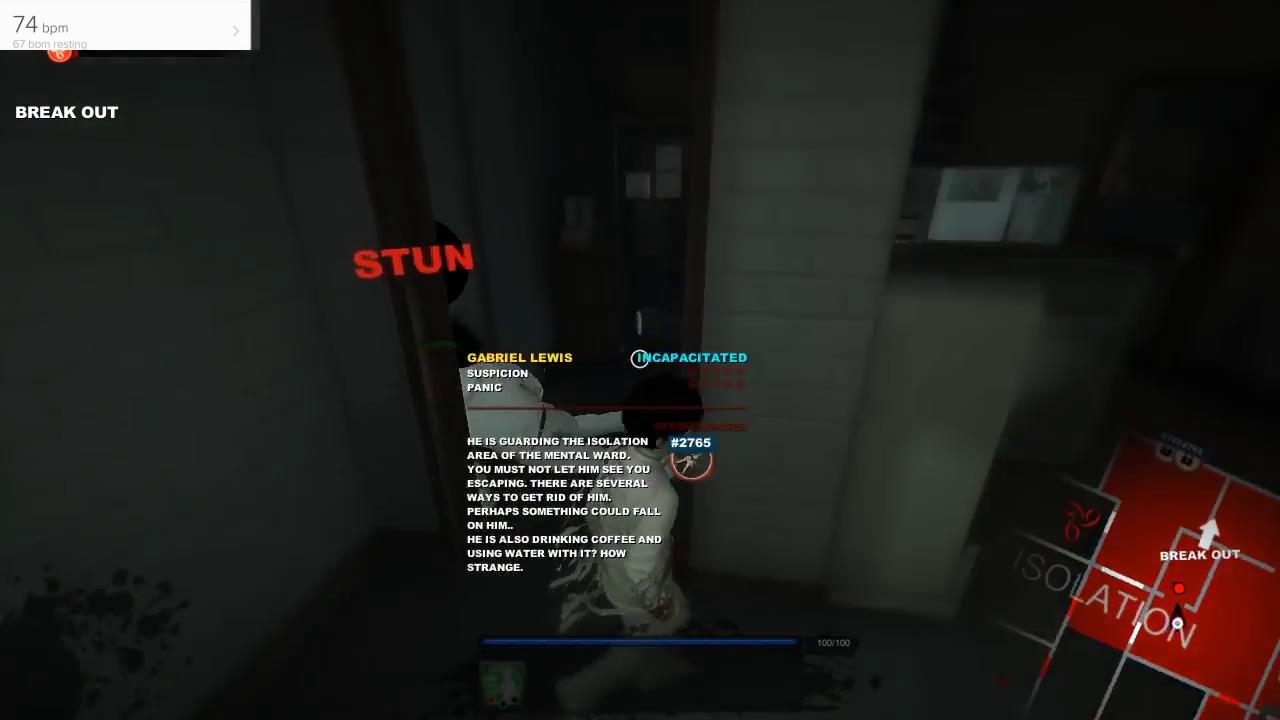 74 bpm
67 bpm resting
BREAK OUT
STUN
GABRIEL LEWIS
INCAPACITATED
SUSPICION
PANIC
#2765
HE IS GUARDING THE ISOLATION
AREA OF THE MENTAL WARD.
YOU MUST NOT LET HIM SEE YOU
ESCAPING. THERE ARE SEVERAL
WAYS TO GET RID OF HIM.
PERHAPS SOMETHING COULD FALL
ON HIM..
HE IS ALSO DRINKING COFFEE AND
USING WATER WITH IT? HOW
STRANGE.
BREAK OUT
ISOLATION
100/100